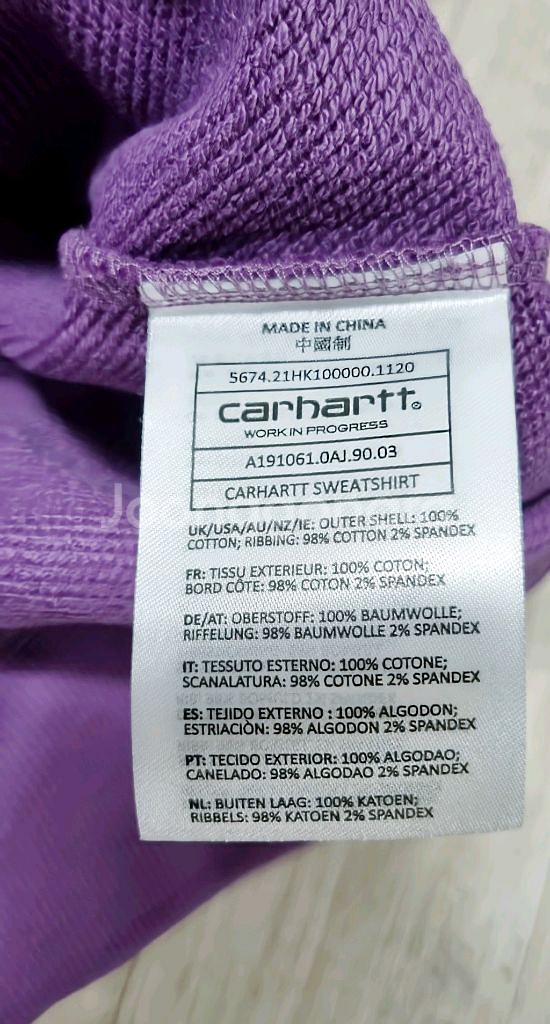 MADE IN CHINA
中國制
5674.21HK100000.1120
carhartt®
WORK IN PROGRESS
A191061.0AJ.90.03
CARHARTT SWEATSHIRT
UK/USA/AU/NZ/IE: OUTER SHELL: 100%
COTTON; RIBBING: 98% COTTON 2% SPANDEX
FR: TISSU EXTERIEUR: 100% COTON;
BORD CÔTE: 98% COTON 2% SPANDEX
DE/AT: OBERSTOFF: 100% BAUMWOLLE;
RIFFELUNG: 98% BAUMWOLLE 2% SPANDEX
IT: TESSUTO ESTERNO: 100% COTONE;
SCANALATURA: 98% COTONE 2% SPANDEX
ES: TEJIDO EXTERNO : 100% ALGODON;
ESTRIACIÒN: 98% ALGODON 2% SPANDEX
PT: TECIDO EXTERIOR: 100% ALGODAO;
CANELADO: 98% ALGODAO 2% SPANDEX
NL: BUITEN LAAG: 100% KATOEN;
RIBBELS: 98% KATOEN 2% SPANDEX